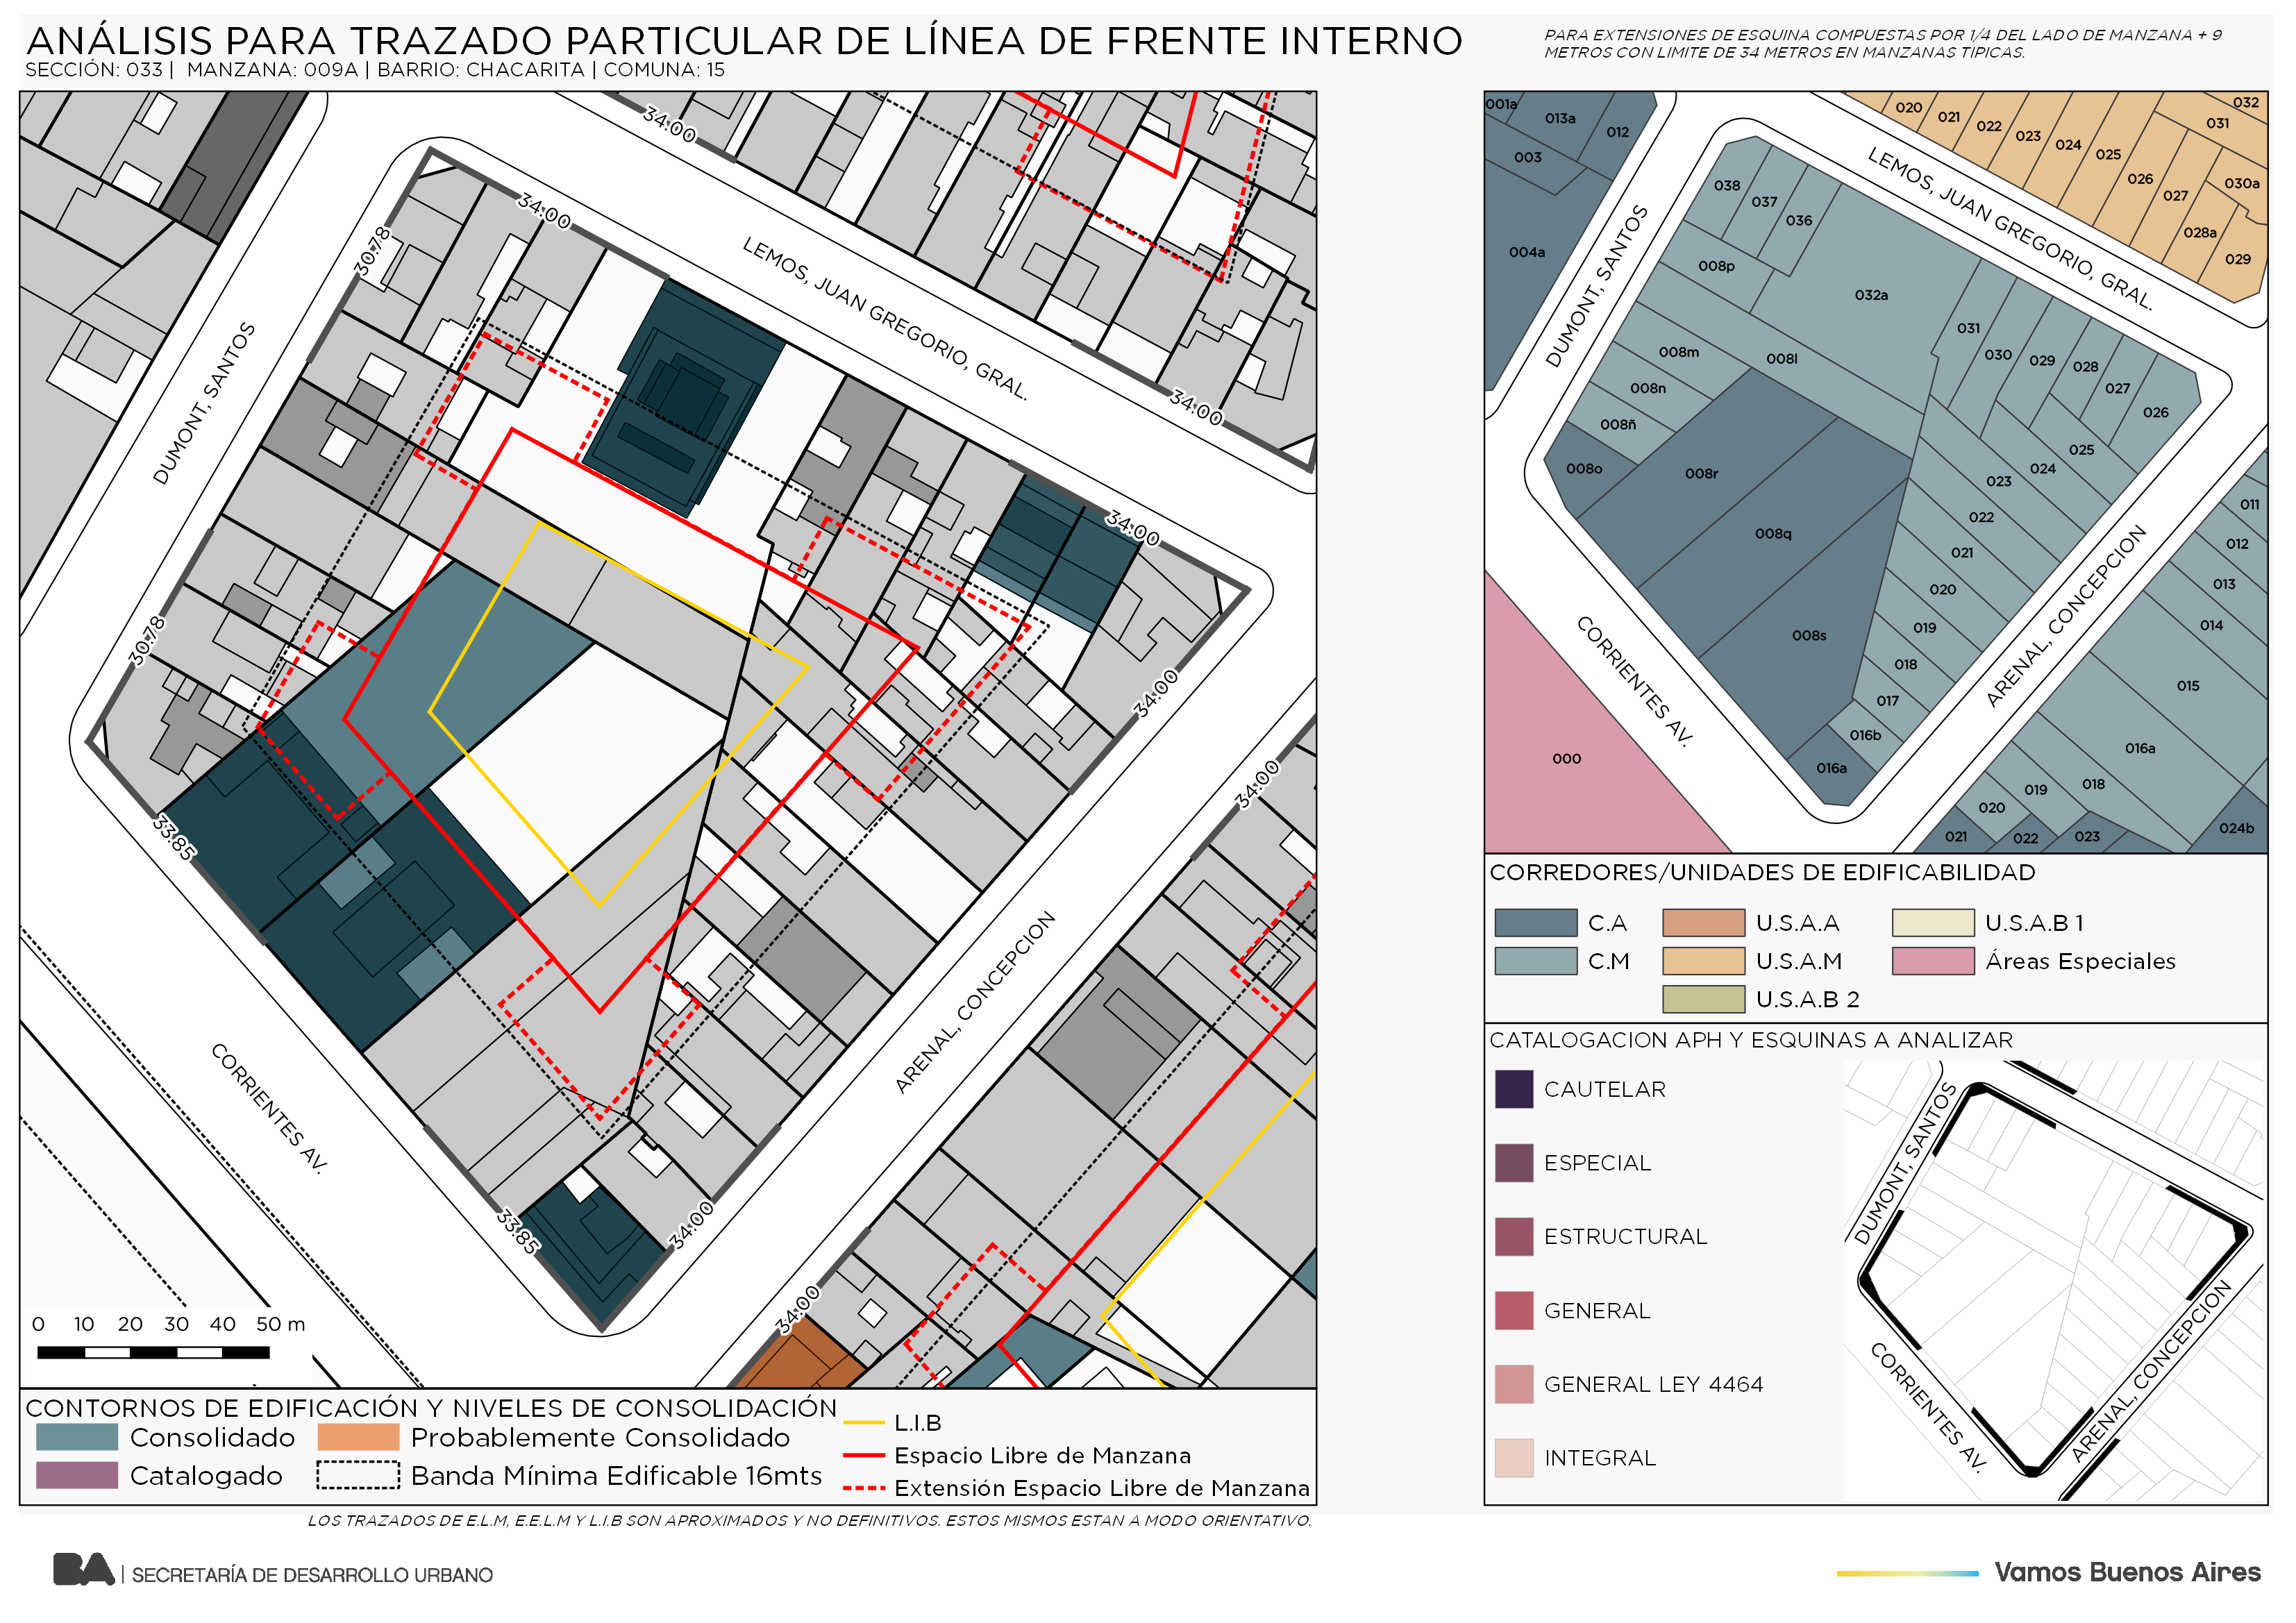 ANÁLISIS PARA TRAZADO PARTICULAR DE LÍNEA DE FRENTE INTERNO
SECCIÓN: 033 | MANZANA: 009A | BARRIO: CHACARITA | COMUNA: 15
PARA EXTENSIONES DE ESQUINA COMPUESTAS POR 1/4 DEL LADO DE MANZANA + 9
METROS CON LIMITE DE 34 METROS EN MANZANAS TIPICAS.
34.00
34.00
30.78
LEMOS, JUAN GREGORIO, GRAL.
DUMONT, SANTOS
34.00
34.00
30.78
34.00
34.00
33.85
ARENAL, CONCEPCION
CORRIENTES AV.
33.85
34.00
34.00
0 10 20 30 40 50 m
CONTORNOS DE EDIFICACIÓN Y NIVELES DE CONSOLIDACIÓN
Consolidado
Probablemente Consolidado
Catalogado
Banda Mínima Edificable 16mts
L.I.B
Espacio Libre de Manzana
Extensión Espacio Libre de Manzana
LOS TRAZADOS DE E.L.M, E.E.L.M Y L.I.B SON APROXIMADOS Y NO DEFINITIVOS. ESTOS MISMOS ESTAN A MODO ORIENTATIVO.
001a
013a
012
003
004a
020
021
022
023
024
025
026
027
028a
029
030a
031
032
LEMOS, JUAN GREGORIO, GRAL.
DUMONT, SANTOS
038
037
036
008p
032a
031
030
029
028
027
026
008m
008l
008n
008ñ
008o
008r
008q
008s
025
024
023
022
021
020
019
018
017
016b
016a
CORRIENTES AV.
ARENAL, CONCEPCION
000
011
012
013
014
015
016a
018
019
020
021
022
023
024b
CORREDORES/UNIDADES DE EDIFICABILIDAD
C.A
U.S.A.A
U.S.A.B 1
C.M
U.S.A.M
Áreas Especiales
U.S.A.B 2
CATALOGACION APH Y ESQUINAS A ANALIZAR
CAUTELAR
ESPECIAL
ESTRUCTURAL
GENERAL
GENERAL LEY 4464
INTEGRAL
DUMONT, SANTOS
CORRIENTES AV.
ARENAL, CONCEPCION
BA | SECRETARÍA DE DESARROLLO URBANO
Vamos Buenos Aires